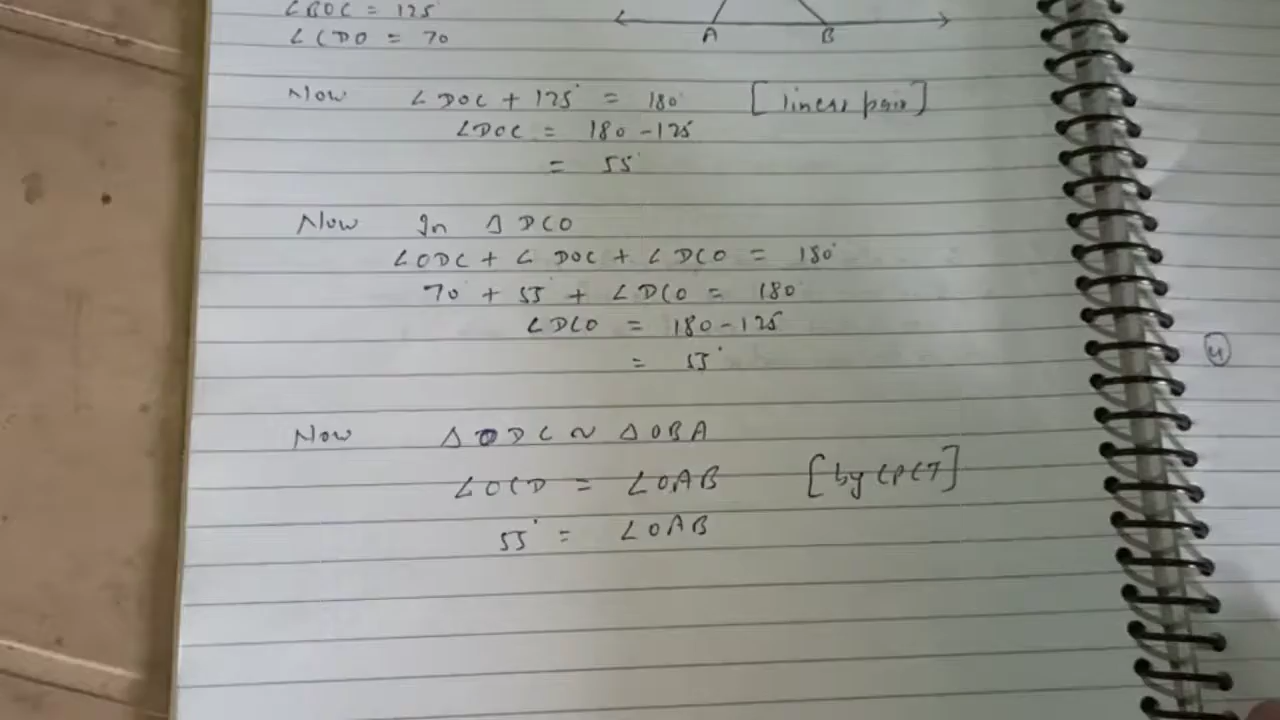 ∠BOC = 125°
∠CDO = 70
A B
Now ∠DOC + 125° = 180° [linear pair]
∠DOC = 180 - 125
= 55°
Now In Δ DCO
∠ODC + ∠ DOC + ∠DCO = 180°
70° + 55° + ∠DCO = 180
∠DCO = 180 - 125
= 55°
4
Now Δ ODC ~ Δ OBA
∠OCD = ∠OAB [by CPCT]
55° = ∠OAB